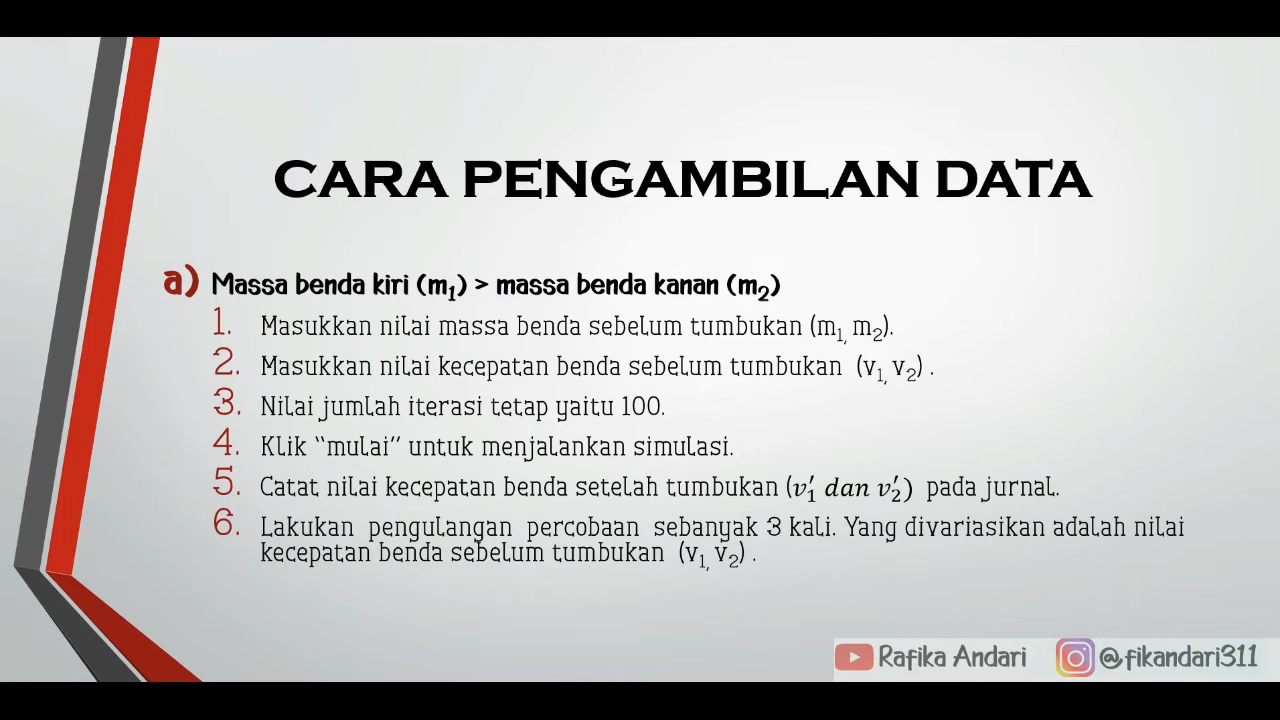 CARA PENGAMBILAN DATA
a) Massa benda kiri (m₁) > massa benda kanan (m₂)
1. Masukkan nilai massa benda sebelum tumbukan (m₁, m₂).
2. Masukkan nilai kecepatan benda sebelum tumbukan (v₁, v₂) .
3. Nilai jumlah iterasi tetap yaitu 100.
4. Klik “mulai” untuk menjalankan simulasi.
5. Catat nilai kecepatan benda setelah tumbukan (v₁′ dan v₂′) pada jurnal.
6. Lakukan pengulangan percobaan sebanyak 3 kali. Yang divariasikan adalah nilai
kecepatan benda sebelum tumbukan (v₁, v₂) .
Rafika Andari @fikandari311